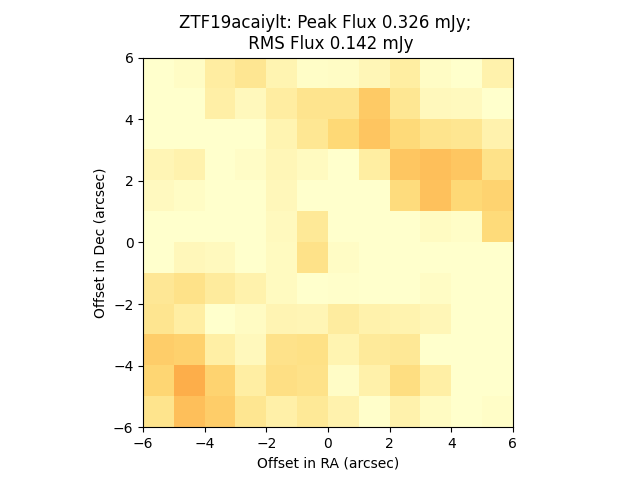 ZTF19acaiylt: Peak Flux 0.326 mJy;
RMS Flux 0.142 mJy
6
4
2
0
−2
−4
−6
Offset in Dec (arcsec)
−6 −4 −2 0 2 4 6
Offset in RA (arcsec)